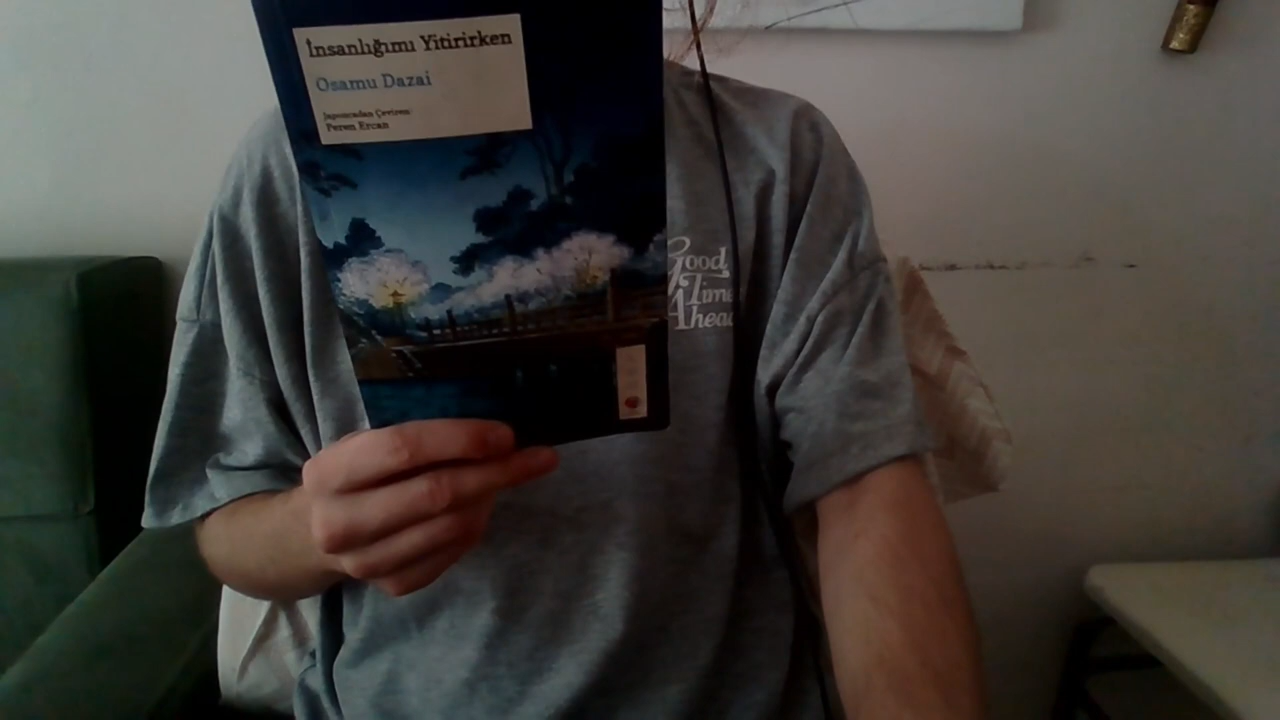 İnsanlığımı Yitirirken
Osamu Dazai
Japoncadan Çeviren:
Peren Ercan
Good
Time
Ahead